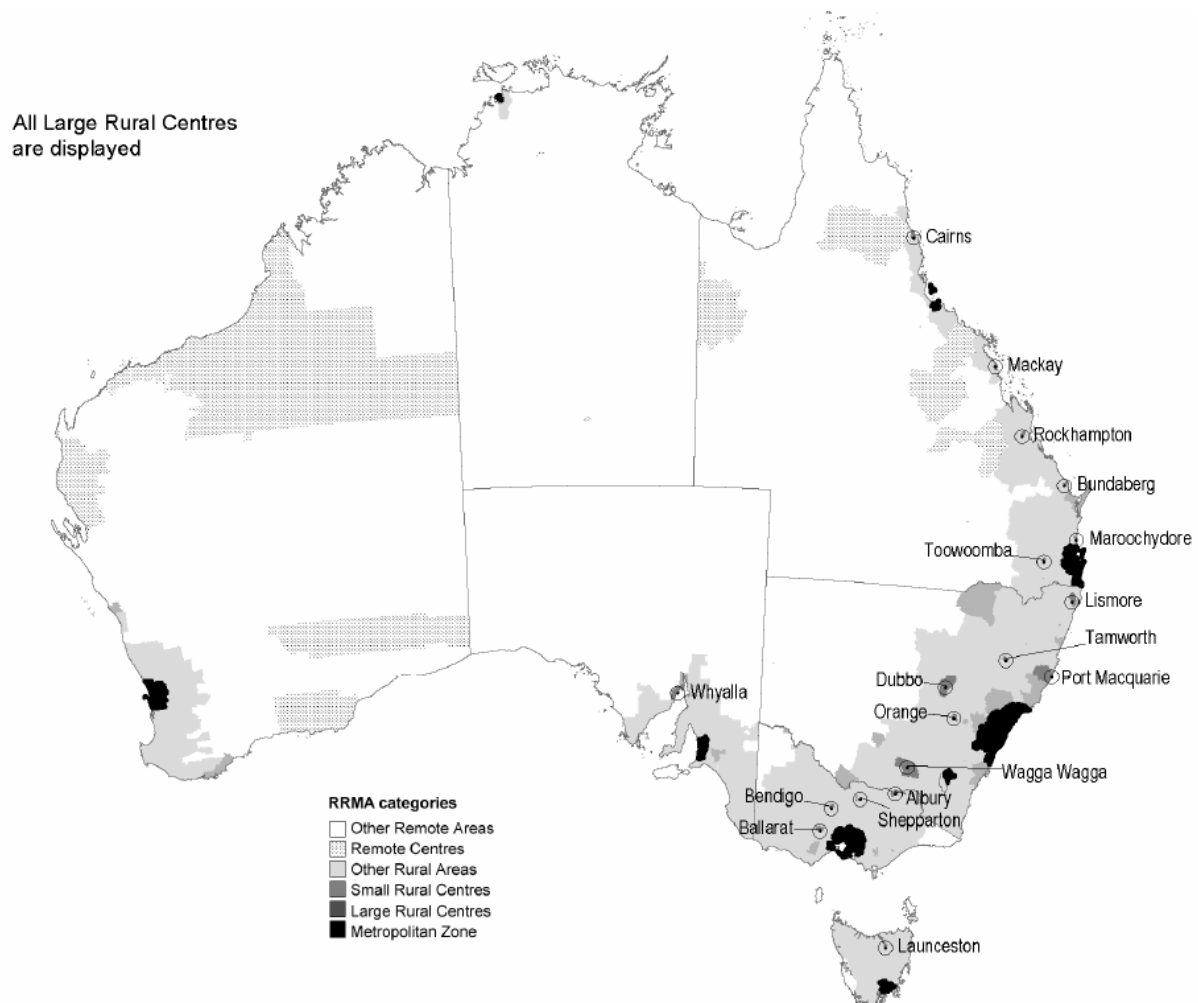 All Large Rural Centres
are displayed
Cairns
Mackay
Rockhampton
Bundaberg
Maroochydore
Toowoomba
Lismore
Tamworth
Port Macquarie
Dubbo
Whyalla
Orange
Wagga Wagga
Bendigo
Albury
Shepparton
Ballarat
RRMA categories
Other Remote Areas
Remote Centres
Other Rural Areas
Small Rural Centres
Large Rural Centres
Metropolitan Zone
Launceston